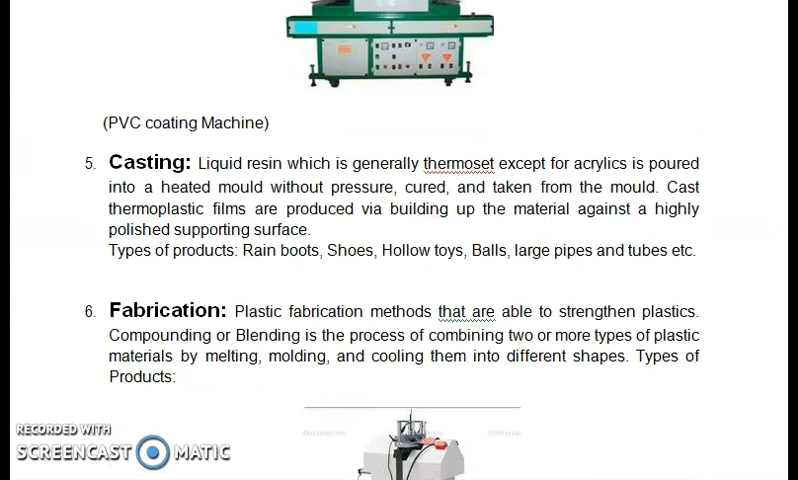 (PVC coating Machine)
5. Casting: Liquid resin which is generally thermoset except for acrylics is poured
into a heated mould without pressure, cured, and taken from the mould. Cast
thermoplastic films are produced via building up the material against a highly
polished supporting surface.
Types of products: Rain boots, Shoes, Hollow toys, Balls, large pipes and tubes etc.
6. Fabrication: Plastic fabrication methods that are able to strengthen plastics.
Compounding or Blending is the process of combining two or more types of plastic
materials by melting, molding, and cooling them into different shapes. Types of
Products:
RECORDED WITH
SCREENCAST MATIC